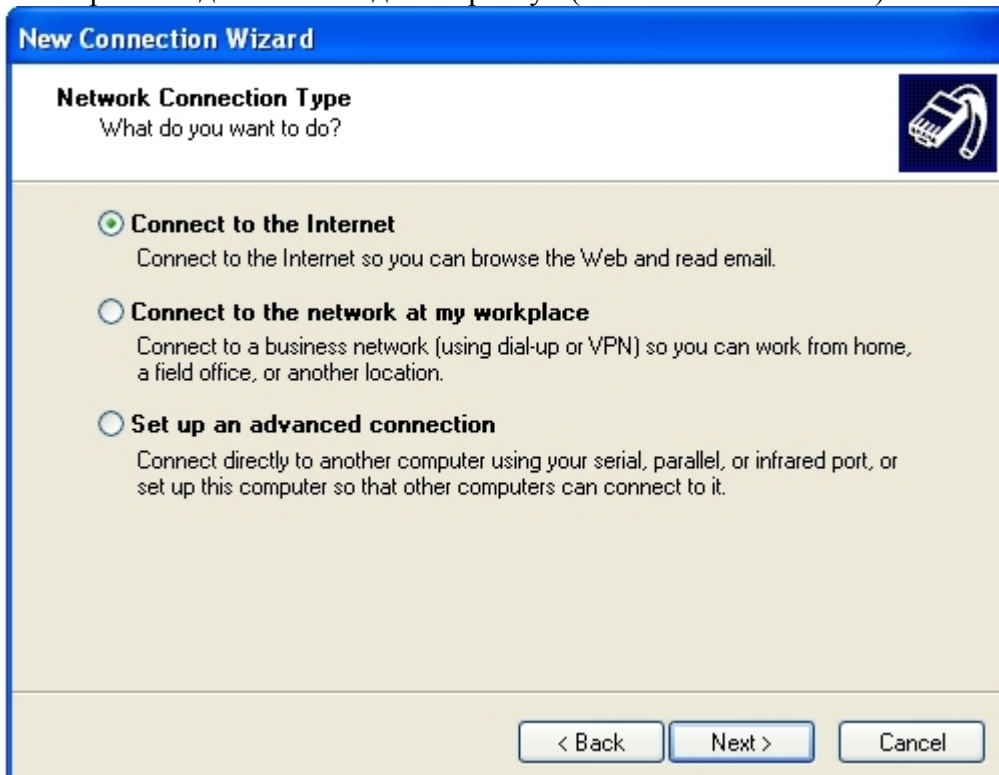 New Connection Wizard
Network Connection Type
What do you want to do?
Connect to the Internet
Connect to the Internet so you can browse the Web and read email.
Connect to the network at my workplace
Connect to a business network (using dial-up or VPN) so you can work from home,
a field office, or another location.
Set up an advanced connection
Connect directly to another computer using your serial, parallel, or infrared port, or
set up this computer so that other computers can connect to it.
< Back
Next >
Cancel